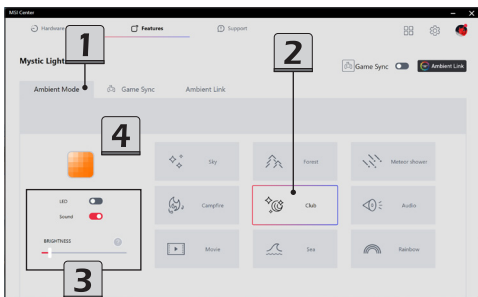 MSI Center
Hardware
Features
Support
1
2
Mystic Light
Game Sync
Ambient Link
Ambient Mode
Game Sync
Ambient Link
4
Sky
Forest
Meteor shower
LED
Sound
Campfire
Club
Audio
BRIGHTNESS
?
Movie
Sea
Rainbow
3